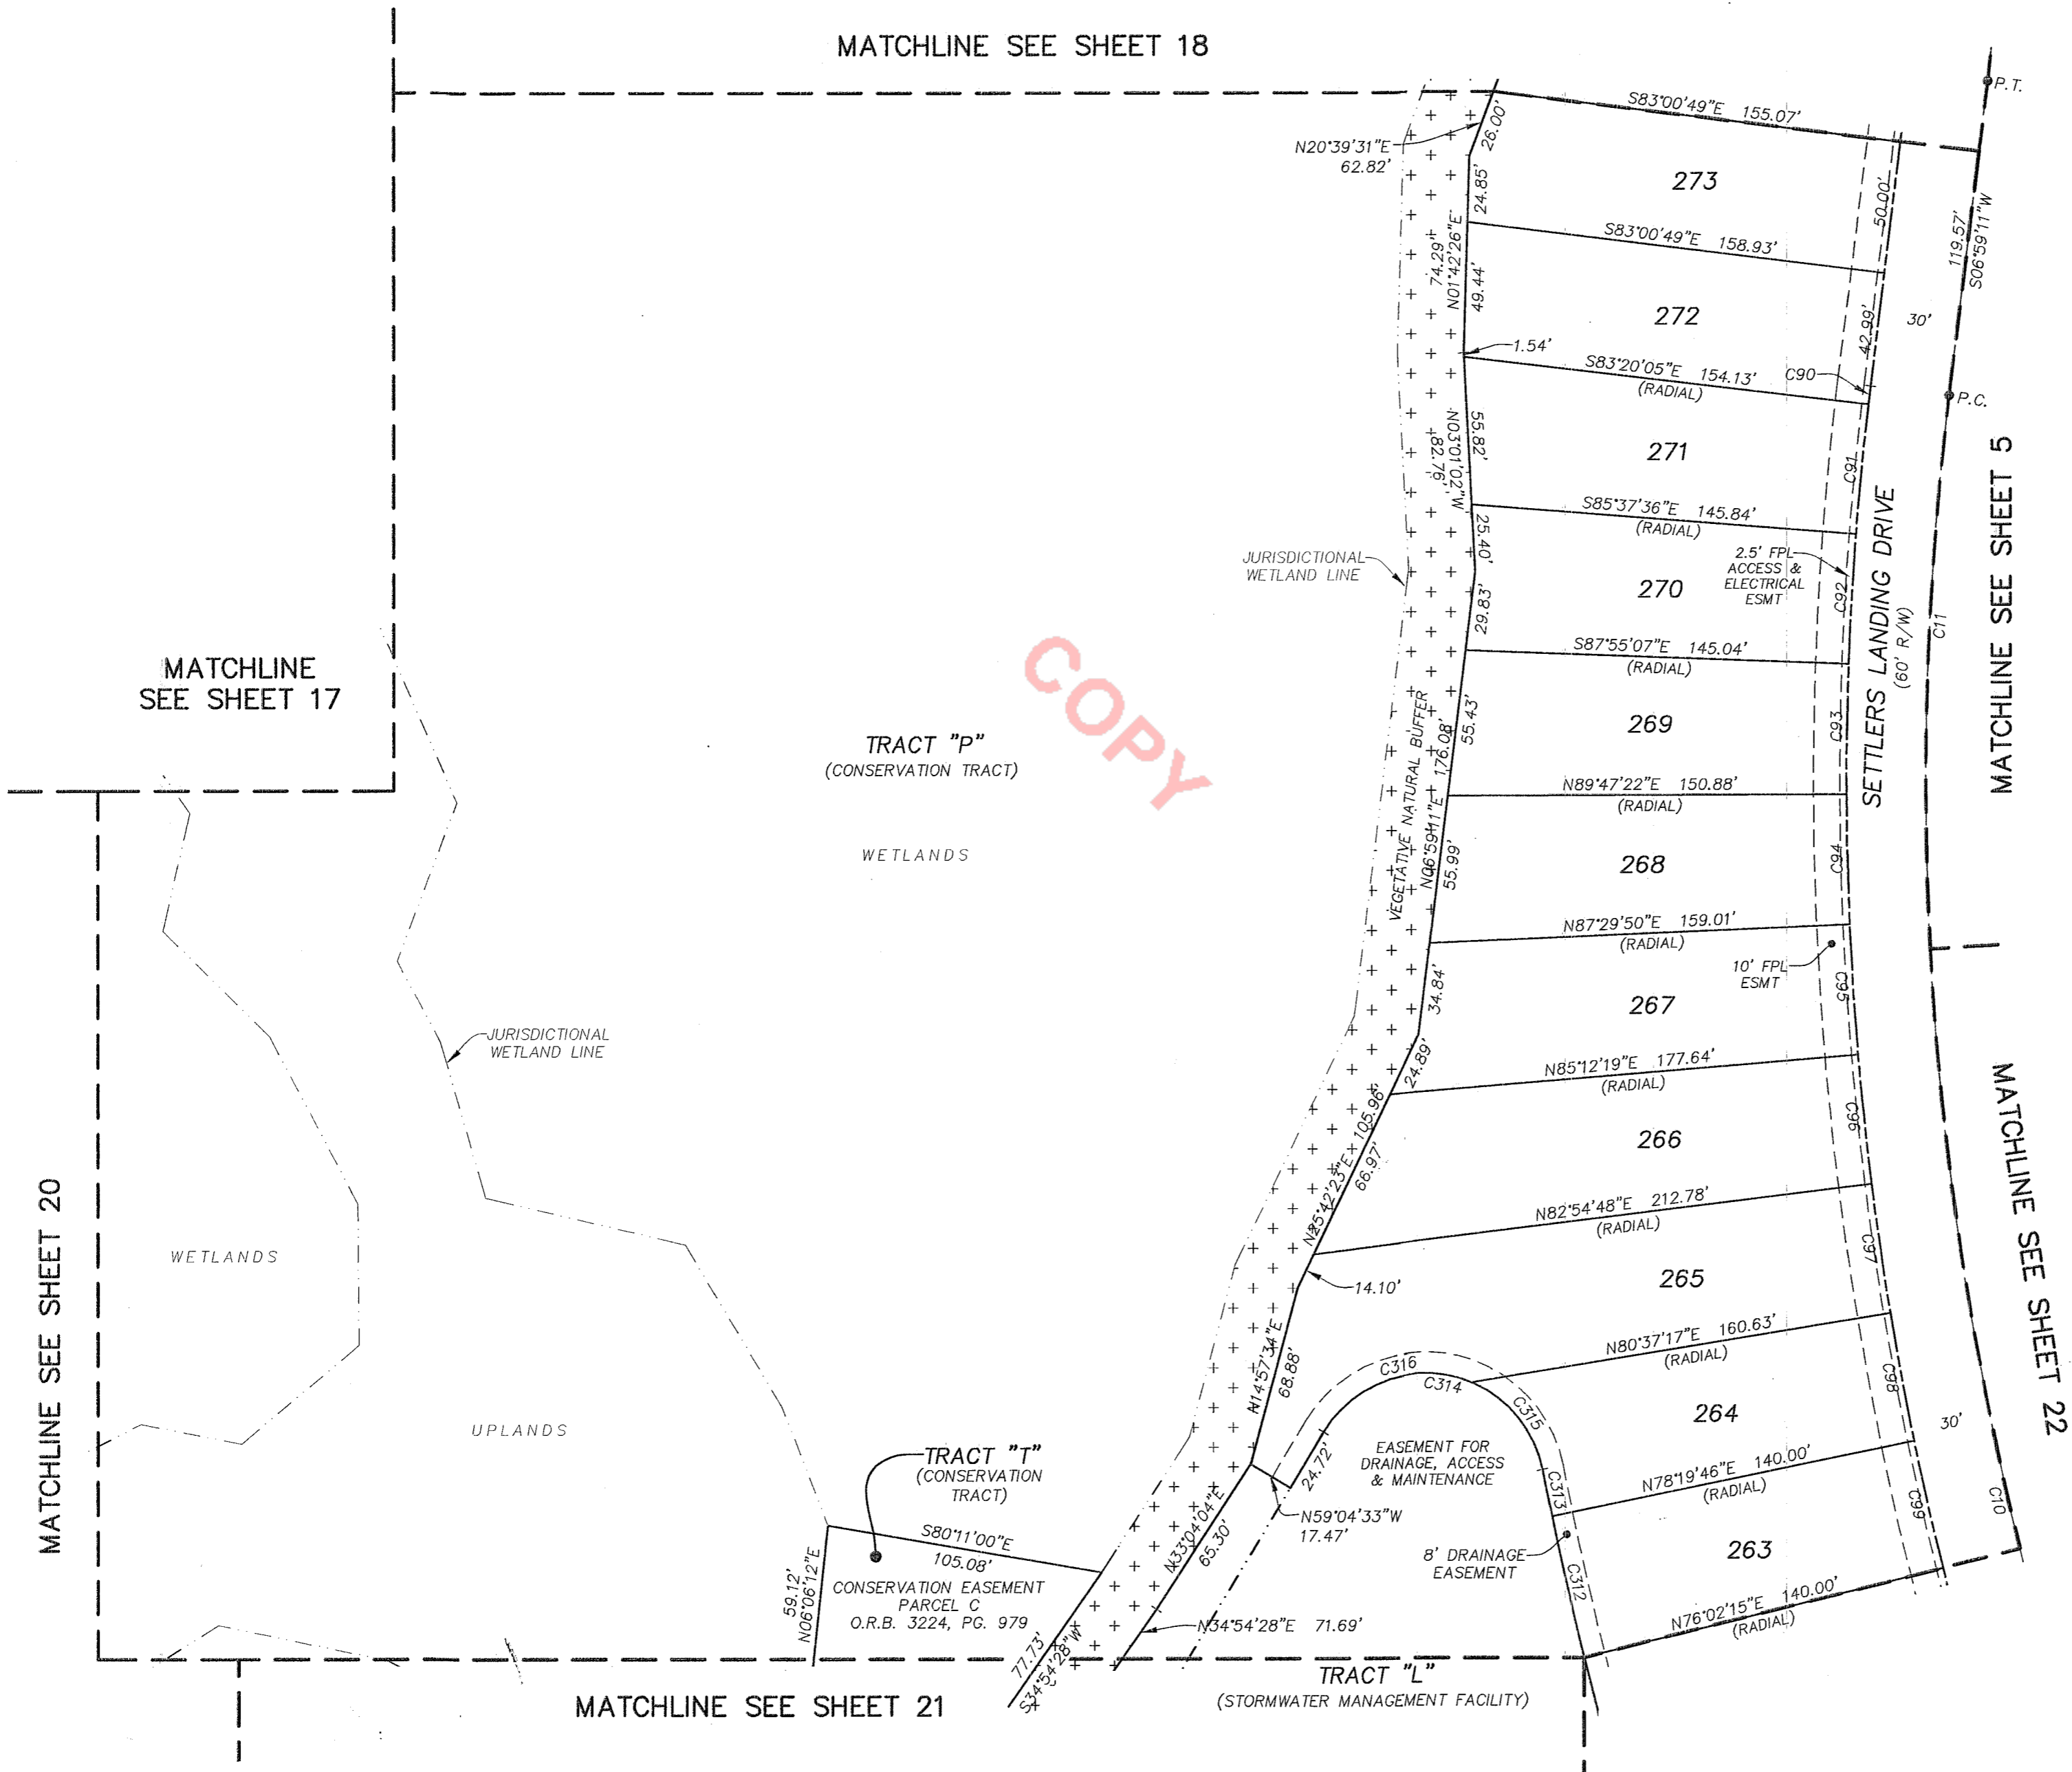 MATCHLINE SEE SHEET 18
P.T.
S83°00'49"E 155.07'
N20°39'31"E
62.82'
26.00'
273
24.85'
50.00'
S83°00'49"E 158.93'
119.57'
S06°59'11"W
74.29"
N01°42'26"E
49.44'
272
42.99'
30'
1.54'
S83°20'05"E 154.13'
(RADIAL)
C90
P.C.
N03°01'02"W
82.76'
55.82'
271
C91
S85°37'36"E 145.84'
(RADIAL)
25.40'
JURISDICTIONAL
WETLAND LINE
2.5' FPL
ACCESS &
ELECTRICAL
ESMT
270
29.83'
C92
SETTLERS LANDING DRIVE
(60' R/W)
C11
MATCHLINE SEE SHEET 5
S87°55'07"E 145.04'
(RADIAL)
MATCHLINE
SEE SHEET 17
COPY
TRACT "P"
(CONSERVATION TRACT)
VEGETATIVE NATURAL BUFFER
N06°59'11"E 176.08'
55.43'
269
C93
N89°47'22"E 150.88'
(RADIAL)
WETLANDS
55.99'
268
C94
N87°29'50"E 159.01'
(RADIAL)
10' FPL
ESMT
34.84'
267
C95
JURISDICTIONAL
WETLAND LINE
24.89'
N85°12'19"E 177.64'
(RADIAL)
N25°42'23"E 105.96'
66.97'
266
C96
MATCHLINE SEE SHEET 22
N82°54'48"E 212.78'
(RADIAL)
MATCHLINE SEE SHEET 20
WETLANDS
14.10'
265
C97
N14°57'34"E
68.88'
N80°37'17"E 160.63'
(RADIAL)
C316
C314
C315
264
C98
30'
UPLANDS
TRACT "T"
(CONSERVATION
TRACT)
24.72'
EASEMENT FOR
DRAINAGE, ACCESS
& MAINTENANCE
C313
N78°19'46"E 140.00'
(RADIAL)
C99
C10
N59°04'33"W
17.47'
S80°11'00"E
105.08'
N33°04'04"E
65.30'
8' DRAINAGE
EASEMENT
263
C312
59.12'
N06°06'12"E
CONSERVATION EASEMENT
PARCEL C
O.R.B. 3224, PG. 979
N34°54'28"E 71.69'
N76°02'15"E 140.00'
(RADIAL)
77.73'
S34°54'28"W
TRACT "L"
(STORMWATER MANAGEMENT FACILITY)
MATCHLINE SEE SHEET 21